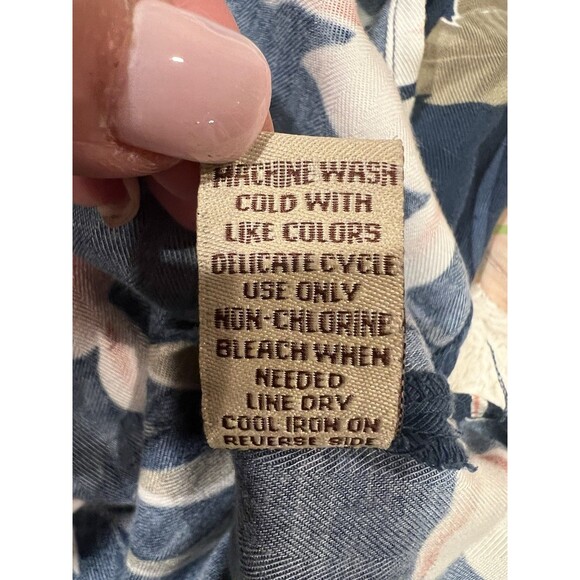 MACHINE WASH
COLD WITH
LIKE COLORS
DELICATE CYCLE
USE ONLY
NON-CHLORINE
BLEACH WHEN
NEEDED
LINE DRY
COOL IRON ON
REVERSE SIDE